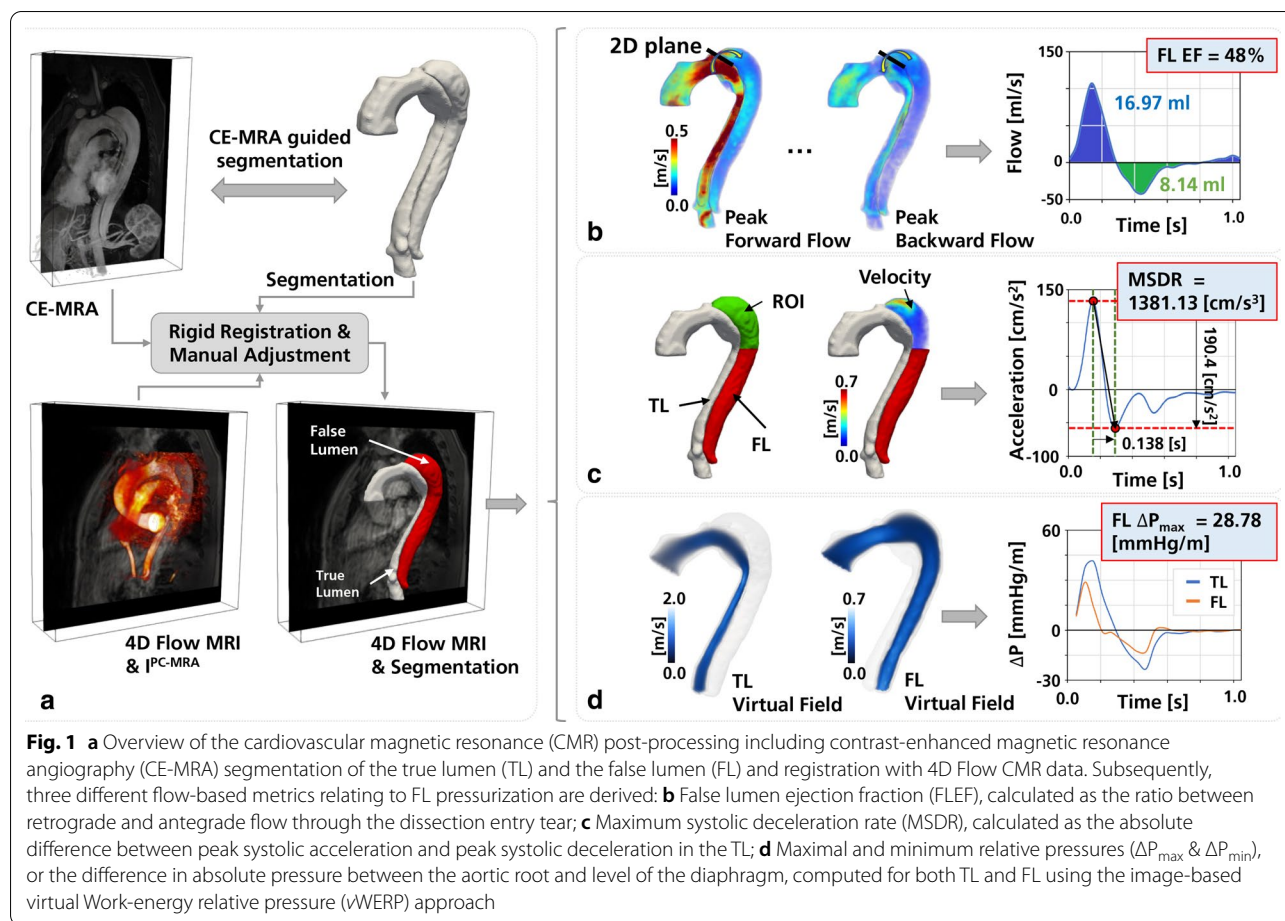 CE-MRA guided
segmentation
CE-MRA
Segmentation
Rigid Registration &
Manual Adjustment
False
Lumen
True
Lumen
4D Flow MRI
& I^PC-MRA
4D Flow MRI
& Segmentation
a
2D plane
0.5
[m/s]
0.0
...
Peak
Forward Flow
Peak
Backward Flow
b
FL EF = 48%
150
Flow [ml/s]
0
-50
16.97 ml
8.14 ml
0.0
1.0
Time [s]
ROI
TL
FL
Velocity
0.7
[m/s]
0.0
c
MSDR =
1381.13 [cm/s³]
150
Acceleration [cm/s²]
0
-100
190.4 [cm/s²]
0.138 [s]
0.0
1.0
Time [s]
2.0
[m/s]
0.0
TL
Virtual Field
0.7
[m/s]
0.0
FL
Virtual Field
d
FL ΔPmax = 28.78
[mmHg/m]
60
ΔP [mmHg/m]
0
-30
TL
FL
0.0
1.0
Time [s]
Fig. 1 a Overview of the cardiovascular magnetic resonance (CMR) post-processing including contrast-enhanced magnetic resonance
angiography (CE-MRA) segmentation of the true lumen (TL) and the false lumen (FL) and registration with 4D Flow CMR data. Subsequently,
three different flow-based metrics relating to FL pressurization are derived: b False lumen ejection fraction (FLEF), calculated as the ratio between
retrograde and antegrade flow through the dissection entry tear; c Maximum systolic deceleration rate (MSDR), calculated as the absolute
difference between peak systolic acceleration and peak systolic deceleration in the TL; d Maximal and minimum relative pressures (ΔPmax & ΔPmin),
or the difference in absolute pressure between the aortic root and level of the diaphragm, computed for both TL and FL using the image-based
virtual Work-energy relative pressure (νWERP) approach